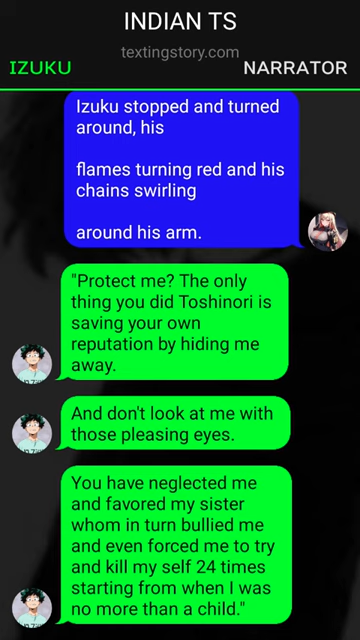 INDIAN TS
textingstory.com
IZUKU
NARRATOR
Izuku stopped and turned
around, his
flames turning red and his
chains swirling
around his arm.
"Protect me? The only
thing you did Toshinori is
saving your own
reputation by hiding me
away.
And don't look at me with
those pleasing eyes.
You have neglected me
and favored my sister
whom in turn bullied me
and even forced me to try
and kill my self 24 times
starting from when I was
no more than a child."